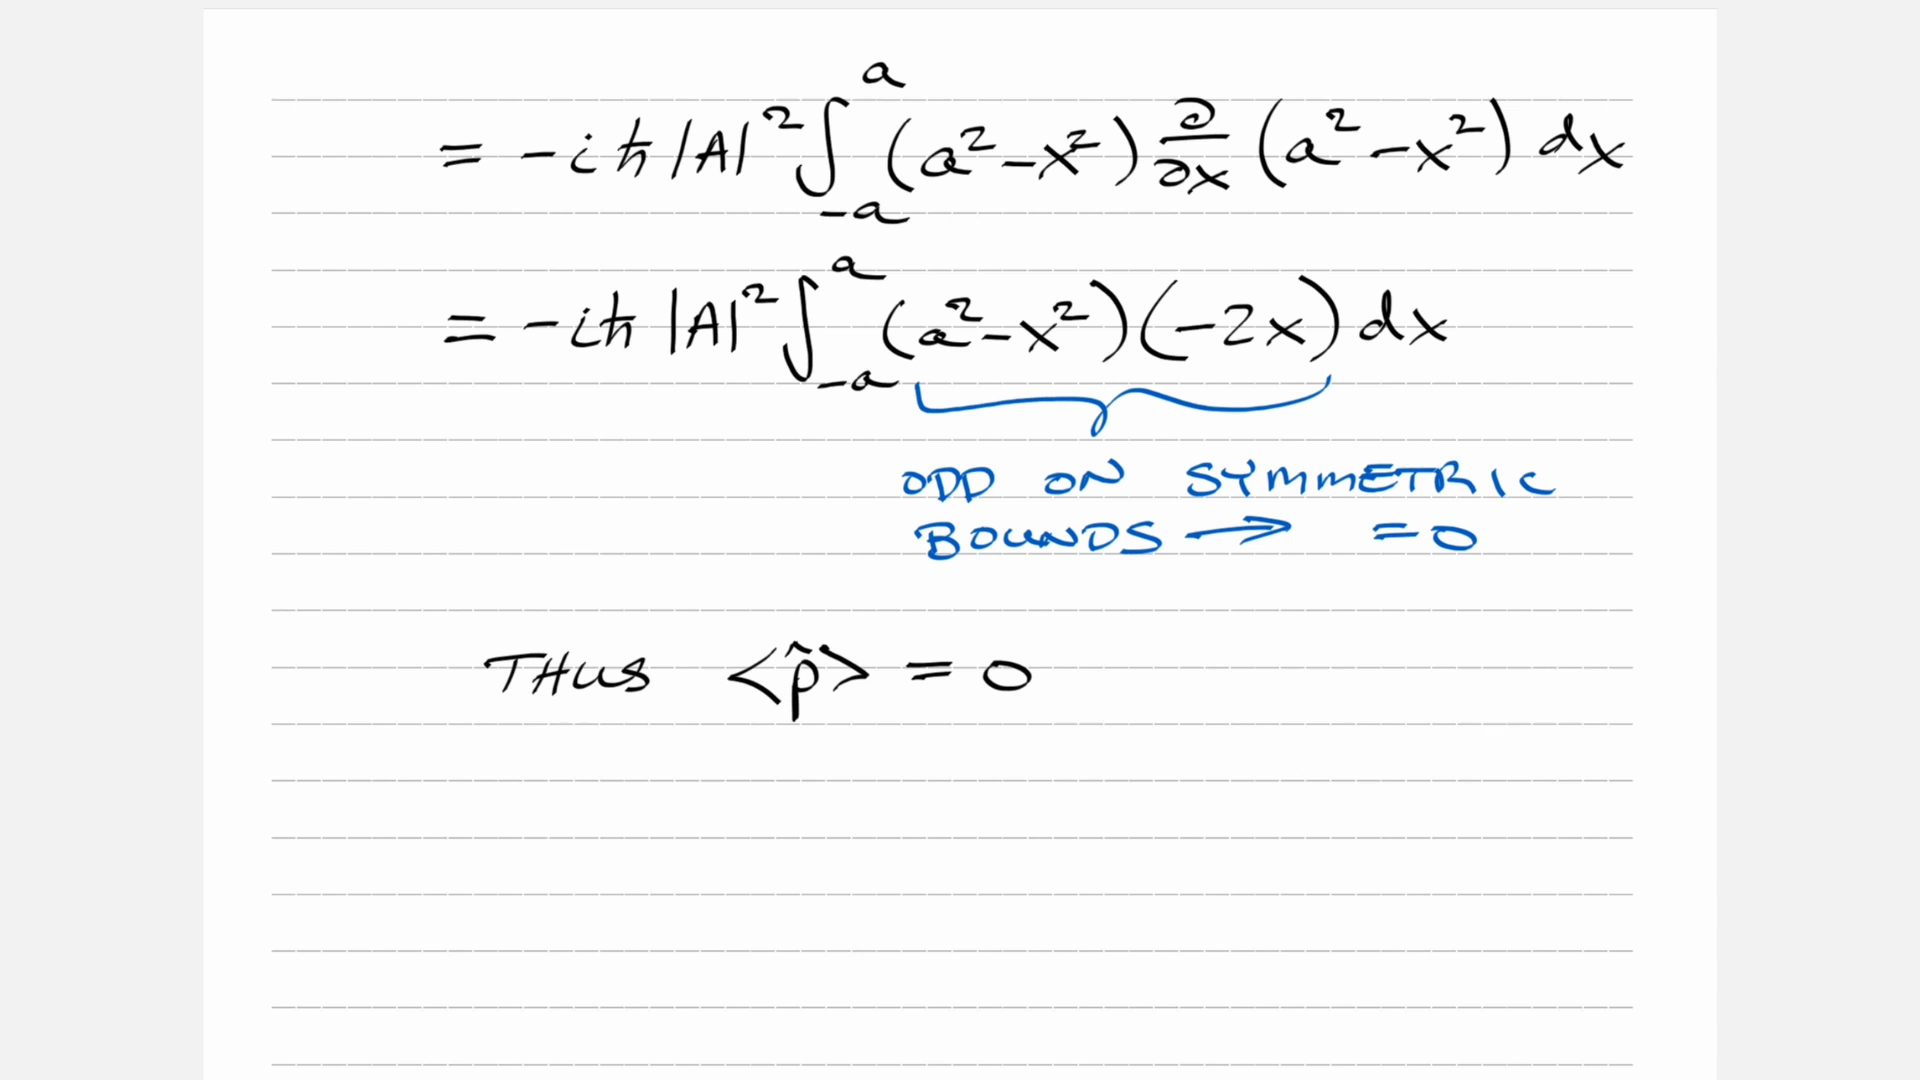 = -iħ|A|² ∫_{-a}^{a} (a²-x²) ∂/∂x (a²-x²) dx
= -iħ |A|² ∫_{-a}^{a} (a²-x²)(-2x) dx
ODD ON SYMMETRIC
BOUNDS → = 0
THUS <p̂> = 0